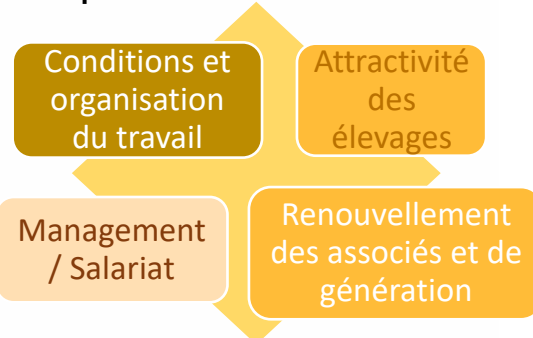 Conditions et
organisation
du travail
Attractivité
des
élevages
Management
/ Salariat
Renouvellement
des associés et de
génération